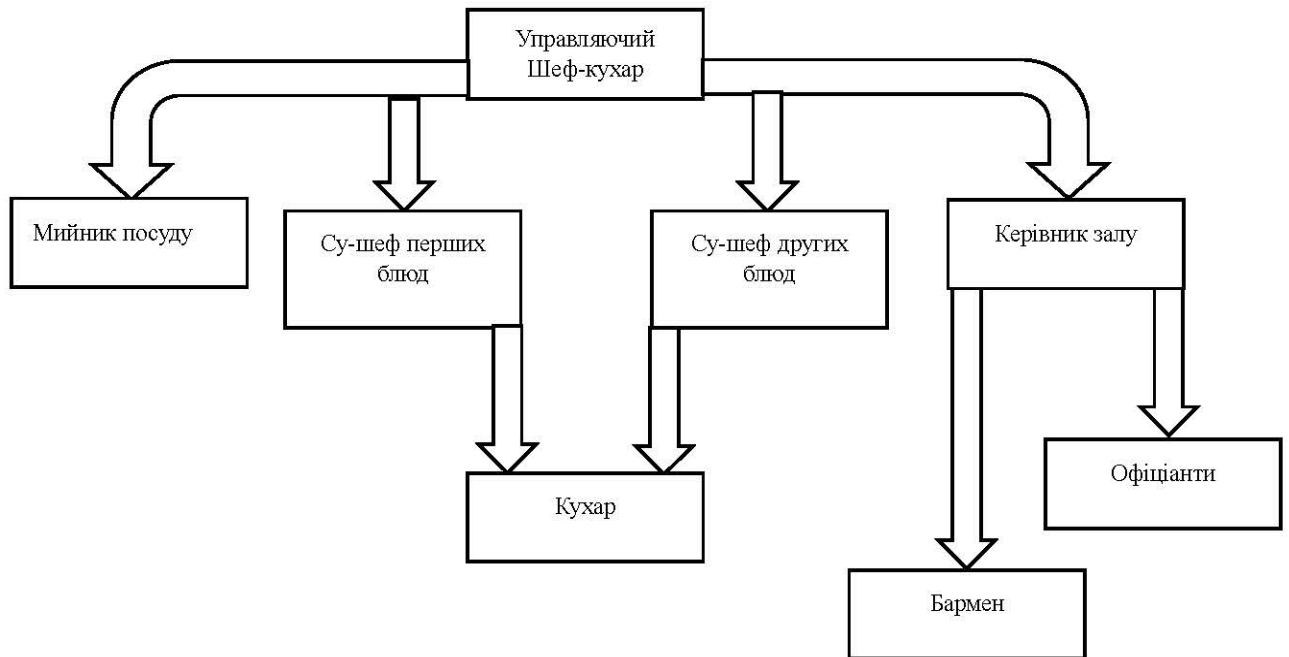 Управляючий
Шеф-кухар
Мийник посуду
Су-шеф перших
блюд
Су-шеф других
блюд
Керівник залу
Кухар
Офіціанти
Бармен